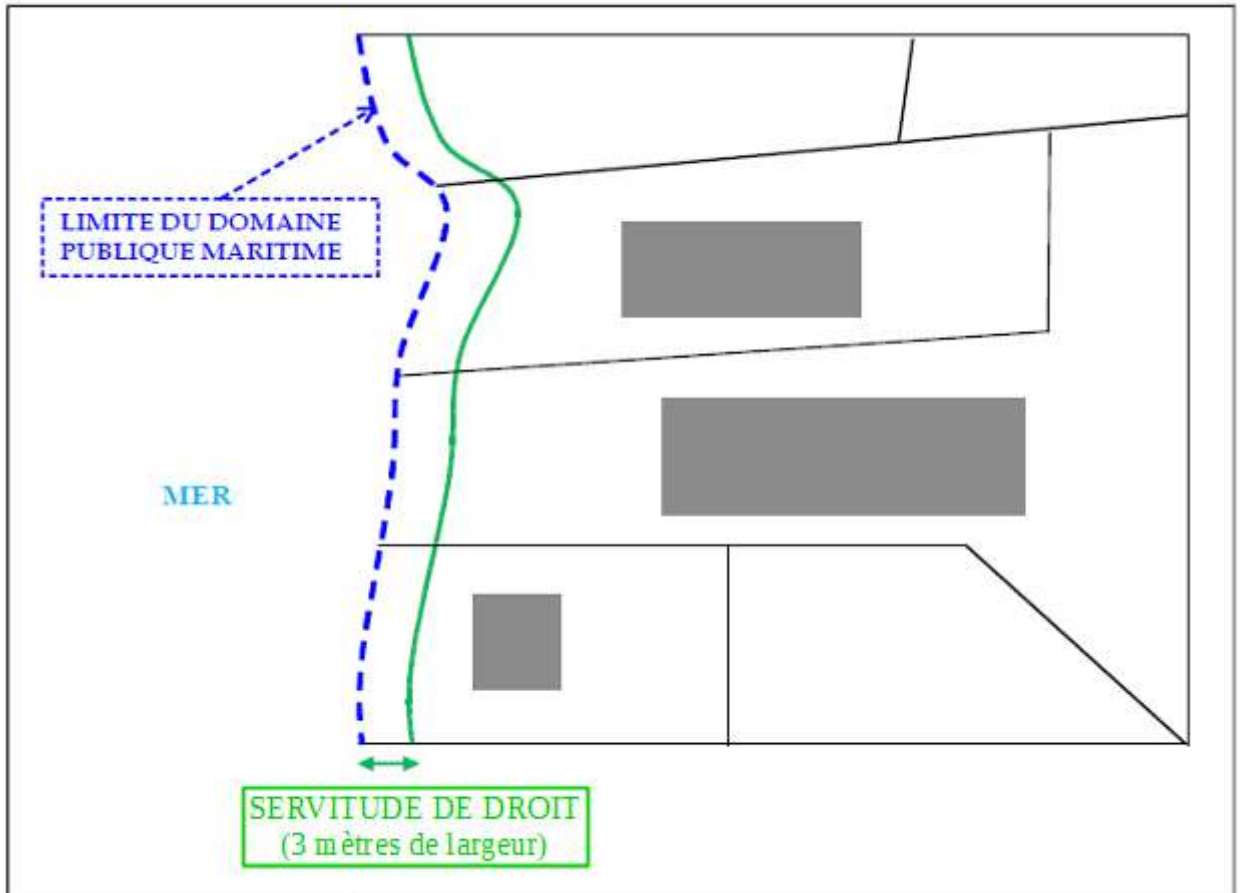 LIMITE DU DOMAINE
PUBLIQUE MARITIME
MER
SERVITUDE DE DROIT
(3 mètres de largeur)